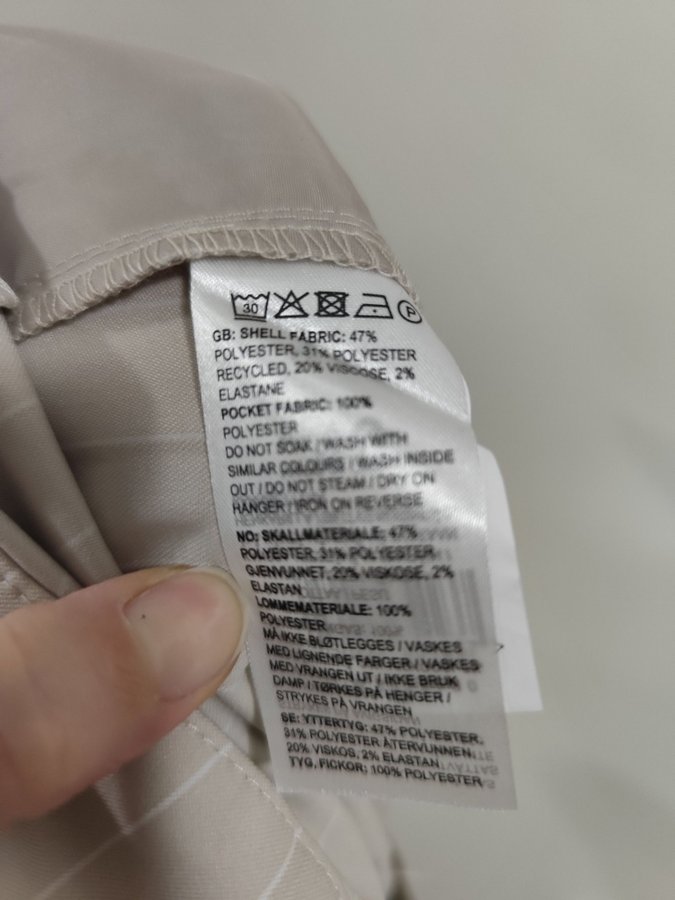 30 P
GB: SHELL FABRIC: 47%
POLYESTER, 31% POLYESTER
RECYCLED, 20% VISCOSE, 2%
ELASTANE
POCKET FABRIC: 100%
POLYESTER
DO NOT SOAK / WASH WITH
SIMILAR COLOURS / WASH INSIDE
OUT / DO NOT STEAM / DRY ON
HANGER / IRON ON REVERSE
NO: SKALLMATERIALE: 47%
POLYESTER, 31% POLYESTER
GJENVUNNET, 20% VISKOSE, 2%
ELASTAN
LOMMEMATERIALE: 100%
POLYESTER
MÅ IKKE BLØTLEGGES / VASKES
MED LIGNENDE FARGER / VASKES
MED VRANGEN UT / IKKE BRUK
DAMP / TØRKES PÅ HENGER /
STRYKES PÅ VRANGEN
SE: YTTERTYG: 47% POLYESTER,
31% POLYESTER ÅTERVUNNEN,
20% VISKOS, 2% ELASTAN
TYG, FICKOR: 100% POLYESTER